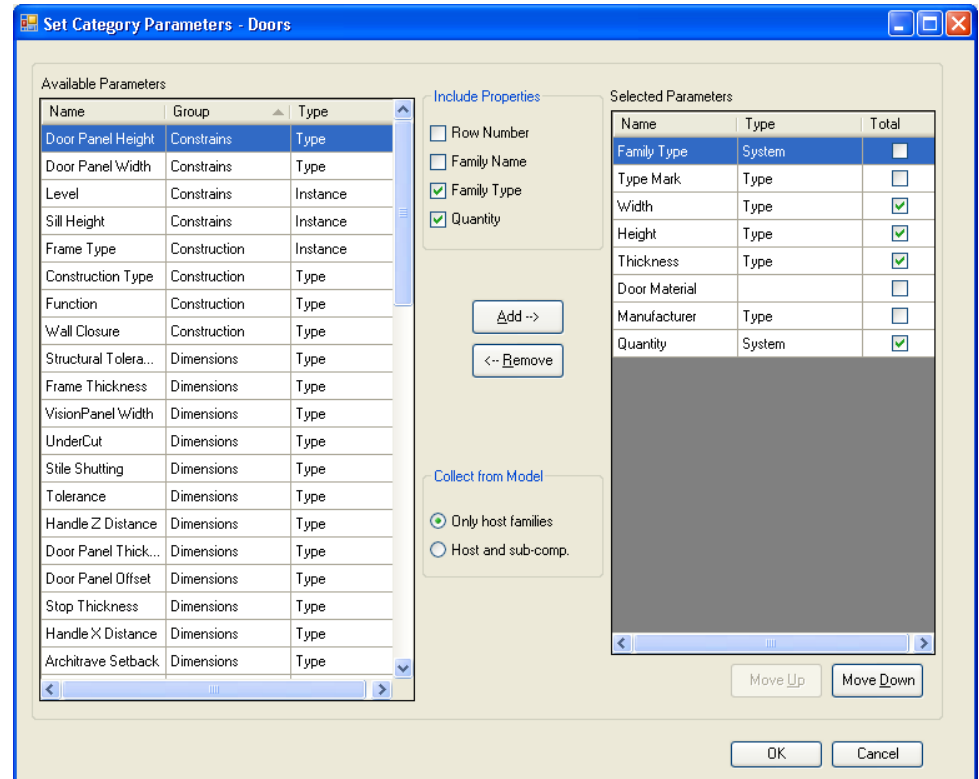 Set Category Parameters - Doors
Available Parameters
Name Group Type
Door Panel Height Constrains Type
Door Panel Width Constrains Type
Level Constrains Instance
Sill Height Constrains Instance
Frame Type Construction Instance
Construction Type Construction Type
Function Construction Type
Wall Closure Construction Type
Structural Tolera... Dimensions Type
Frame Thickness Dimensions Type
VisionPanel Width Dimensions Type
UnderCut Dimensions Type
Stile Shutting Dimensions Type
Tolerance Dimensions Type
Handle Z Distance Dimensions Type
Door Panel Thick... Dimensions Type
Door Panel Offset Dimensions Type
Stop Thickness Dimensions Type
Handle X Distance Dimensions Type
Architrave Setback Dimensions Type
Include Properties
Row Number
Family Name
Family Type
Quantity
Add -->
<-- Remove
Collect from Model
Only host families
Host and sub-comp.
Selected Parameters
Name Type Total
Family Type System
Type Mark Type
Width Type
Height Type
Thickness Type
Door Material
Manufacturer Type
Quantity System
Move Up Move Down
OK Cancel